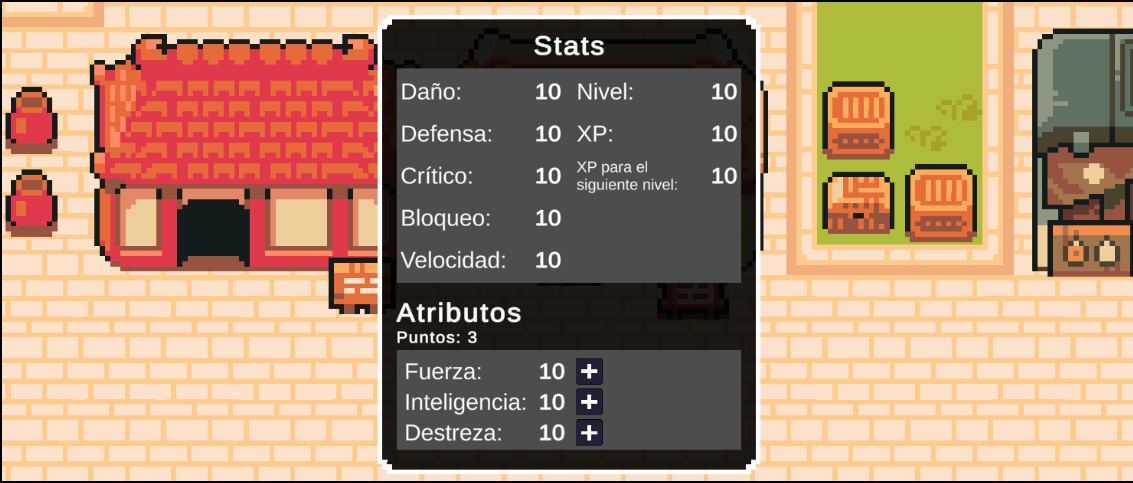 Stats
Daño: 10 Nivel: 10
Defensa: 10 XP: 10
Crítico: 10 XP para el
siguiente nivel: 10
Bloqueo: 10
Velocidad: 10
Atributos
Puntos: 3
Fuerza: 10 +
Inteligencia: 10 +
Destreza: 10 +